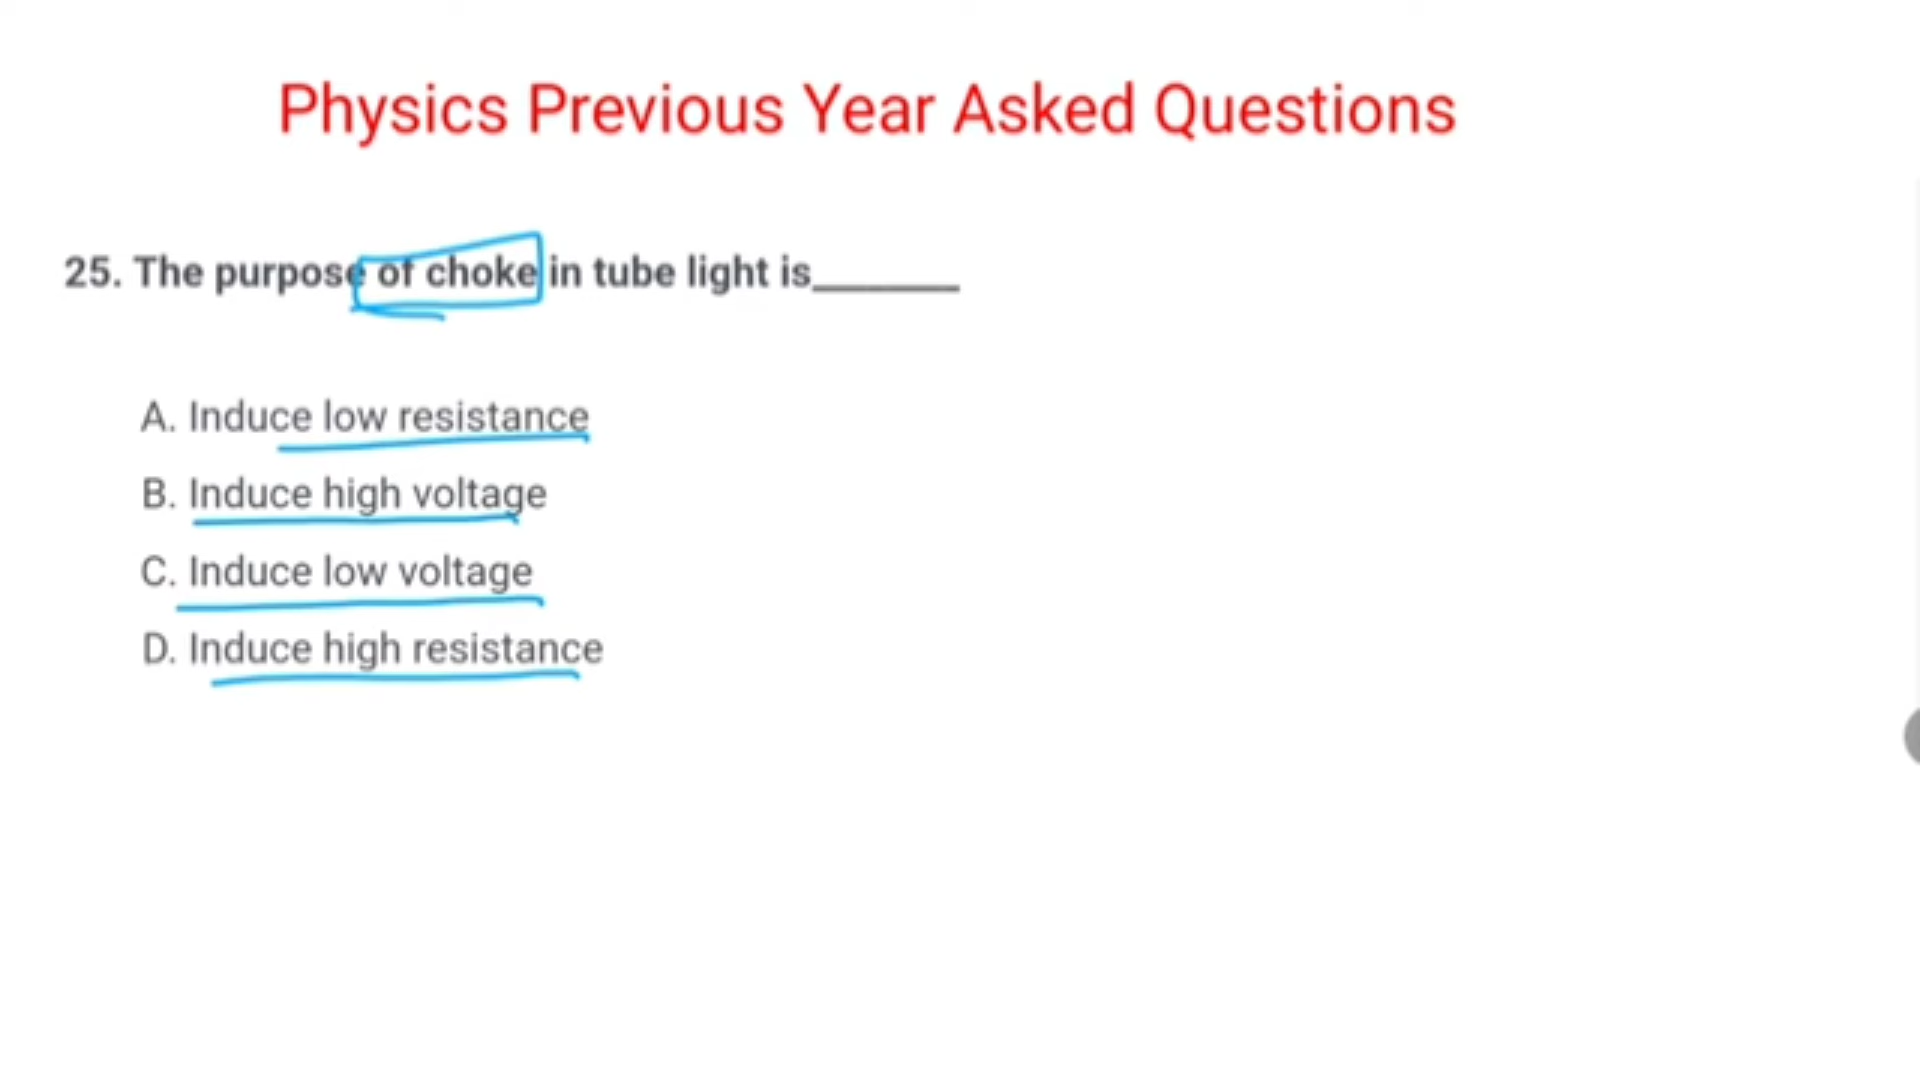 Physics Previous Year Asked Questions
25. The purpose of choke in tube light is_______
A. Induce low resistance
B. Induce high voltage
C. Induce low voltage
D. Induce high resistance